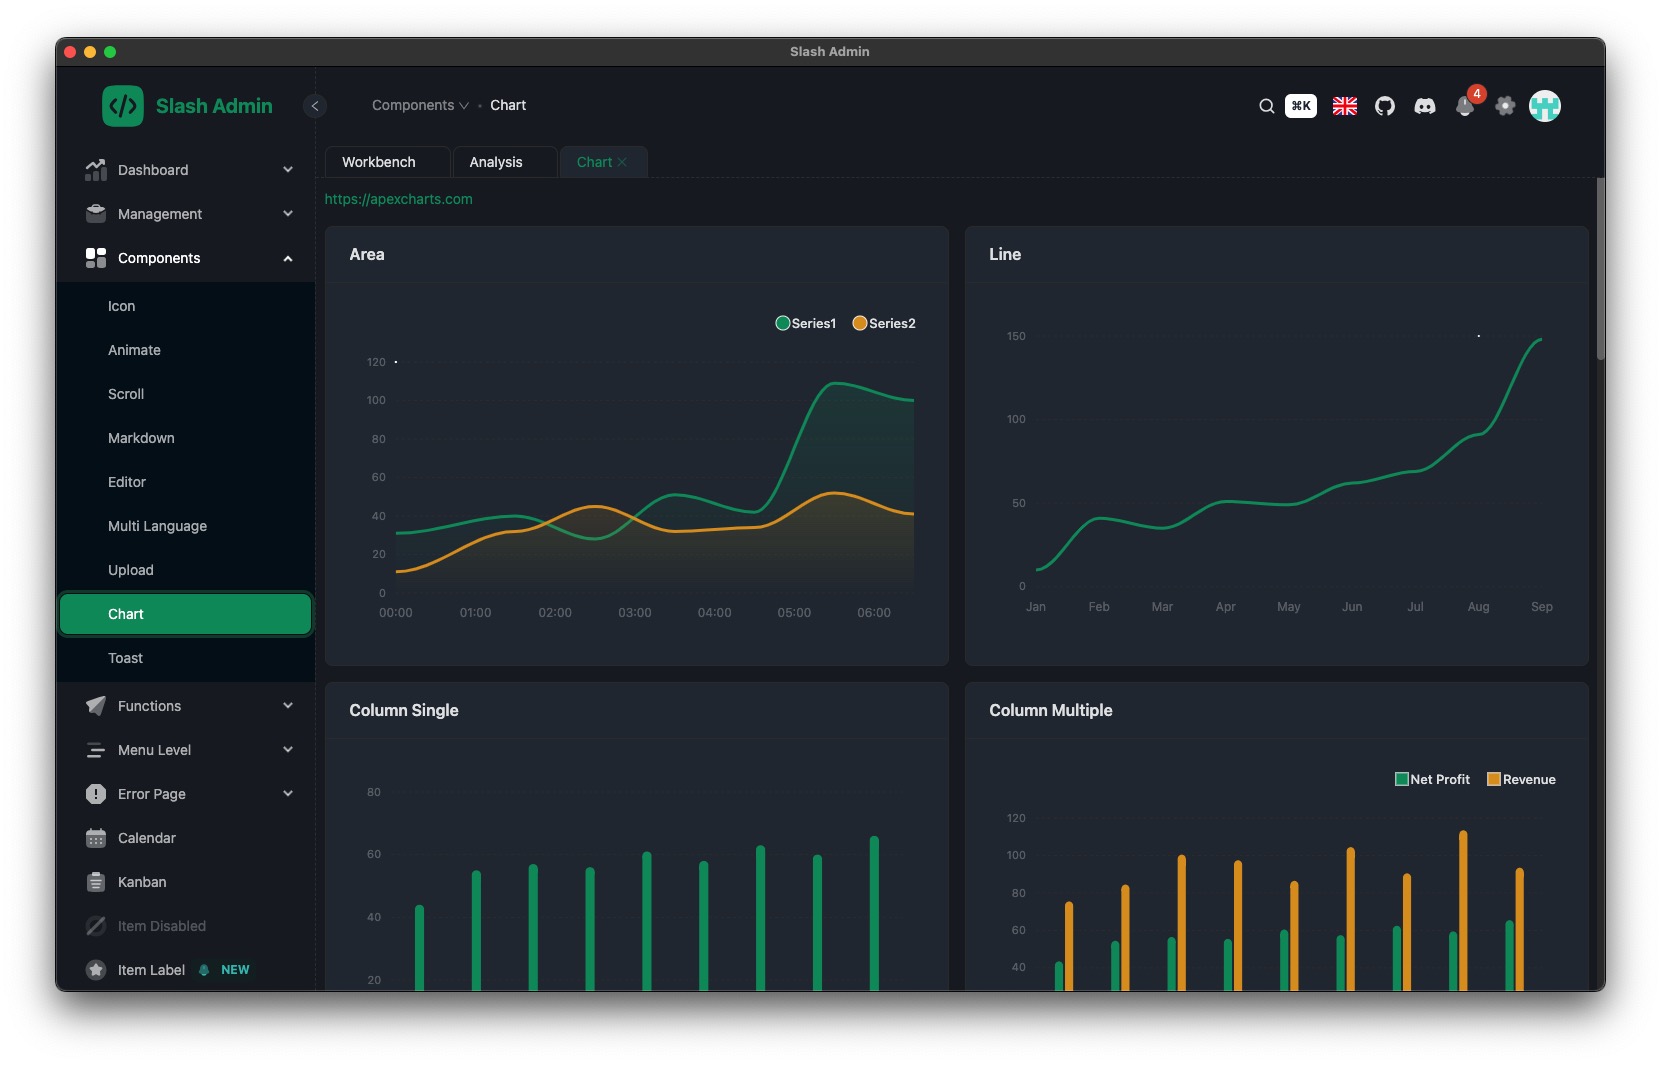 Slash Admin
Slash Admin
Components
Chart
⌘K
4
Dashboard
Management
Components
Icon
Animate
Scroll
Markdown
Editor
Multi Language
Upload
Chart
Toast
Functions
Menu Level
Error Page
Calendar
Kanban
Item Disabled
Item Label NEW
Workbench
Analysis
Chart
https://apexcharts.com
Area
Series1 Series2
120
100
80
60
40
20
0
00:00 01:00 02:00 03:00 04:00 05:00 06:00
Line
150
100
50
0
Jan Feb Mar Apr May Jun Jul Aug Sep
Column Single
80
60
40
20
Column Multiple
Net Profit Revenue
120
100
80
60
40